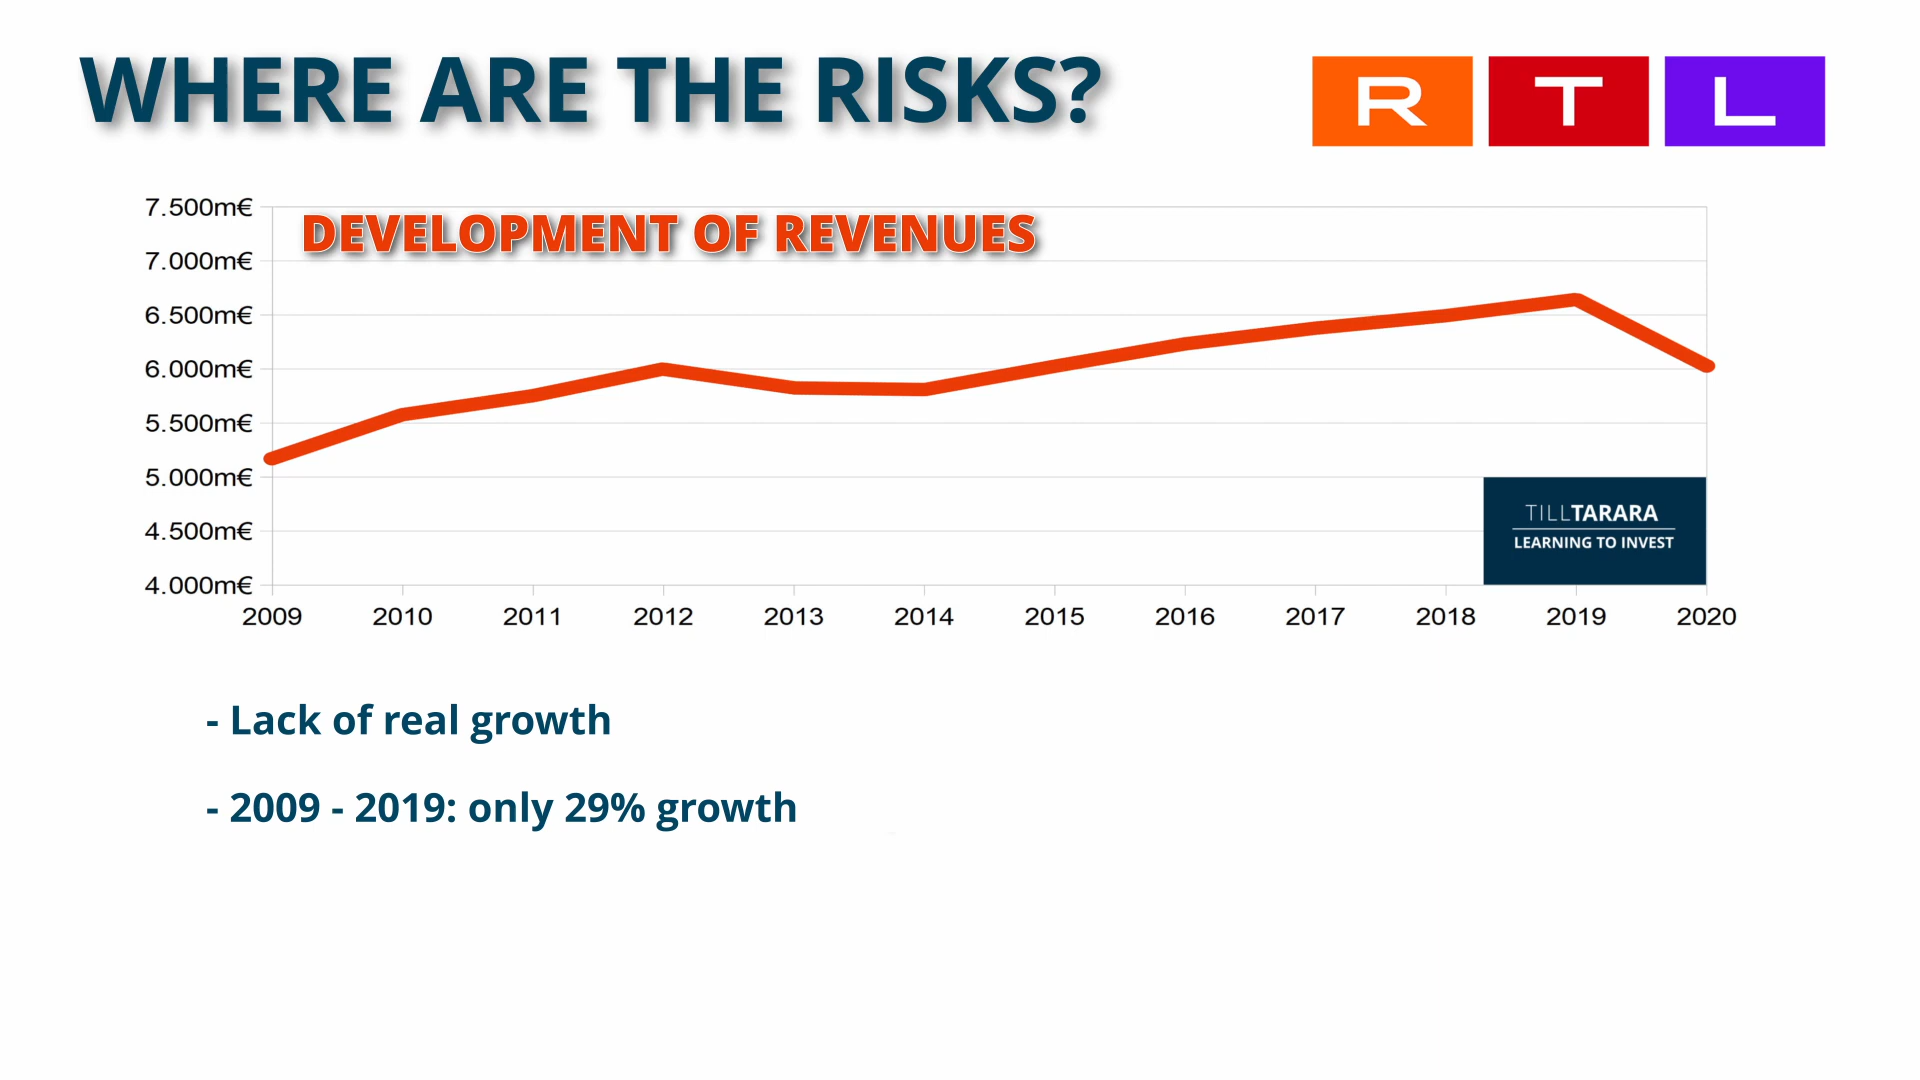 WHERE ARE THE RISKS?
R T L
DEVELOPMENT OF REVENUES
7.500m€
7.000m€
6.500m€
6.000m€
5.500m€
5.000m€
4.500m€
4.000m€
TILLTARARA
LEARNING TO INVEST
2009 2010 2011 2012 2013 2014 2015 2016 2017 2018 2019 2020
- Lack of real growth
- 2009 - 2019: only 29% growth